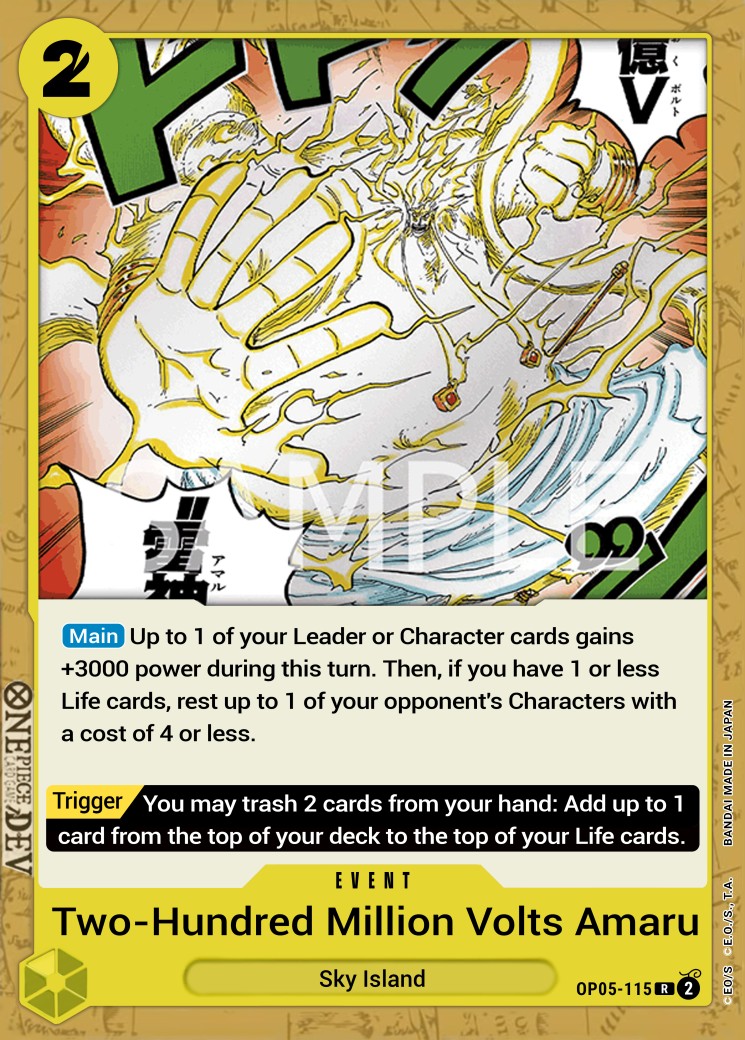 2
億く
V ボルト
SAMPLE
雷神 アマル
Main Up to 1 of your Leader or Character cards gains
+3000 power during this turn. Then, if you have 1 or less
Life cards, rest up to 1 of your opponent's Characters with
a cost of 4 or less.
Trigger You may trash 2 cards from your hand: Add up to 1
card from the top of your deck to the top of your Life cards.
EVENT
Two-Hundred Million Volts Amaru
Sky Island
OP05-115 R 2
ONE PIECE DEV
CARD GAME
©EO/S ©E.O./S., T.A. BANDAI MADE IN JAPAN